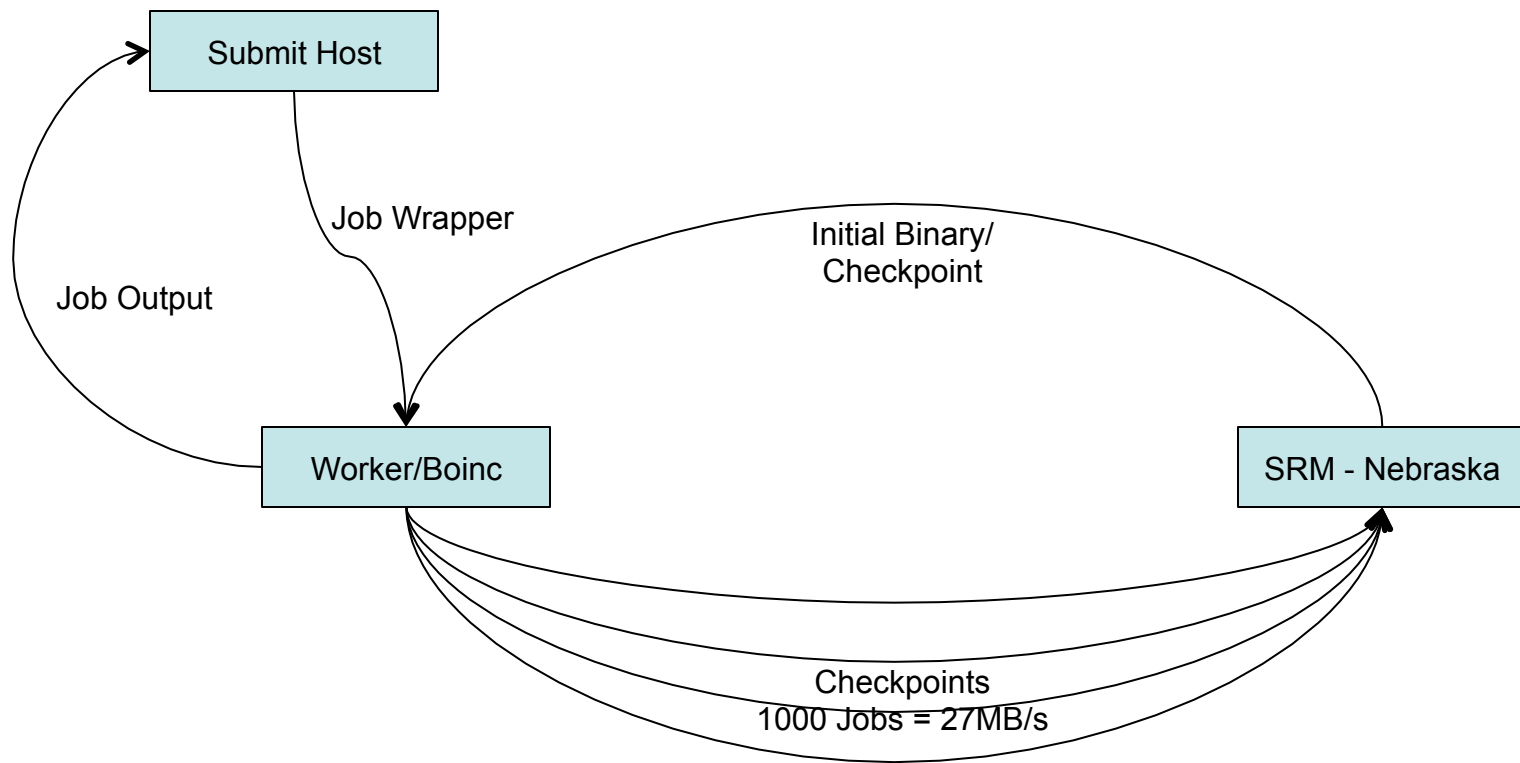 Submit Host
Job Wrapper
Initial Binary/
Checkpoint
Job Output
Worker/Boinc
SRM - Nebraska
Checkpoints
1000 Jobs = 27MB/s